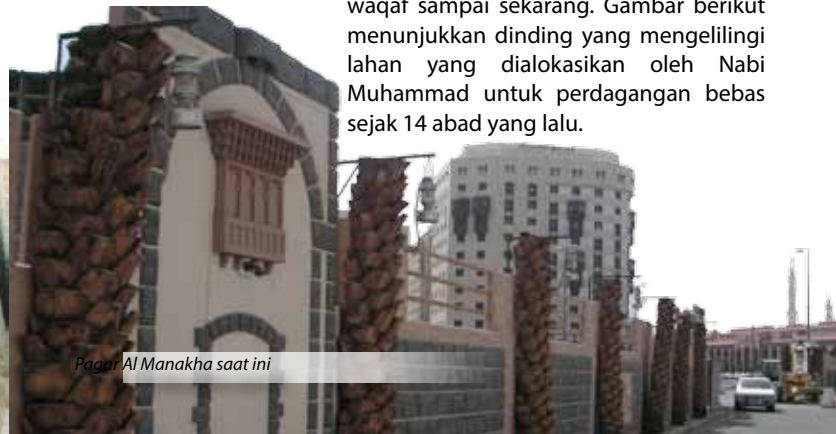 waqaf sampai sekarang. Gambar berikut
menunjukkan dinding yang mengelilingi
lahan yang dialokasikan oleh Nabi
Muhammad untuk perdagangan bebas
sejak 14 abad yang lalu.
Pagar Al Manakha saat ini